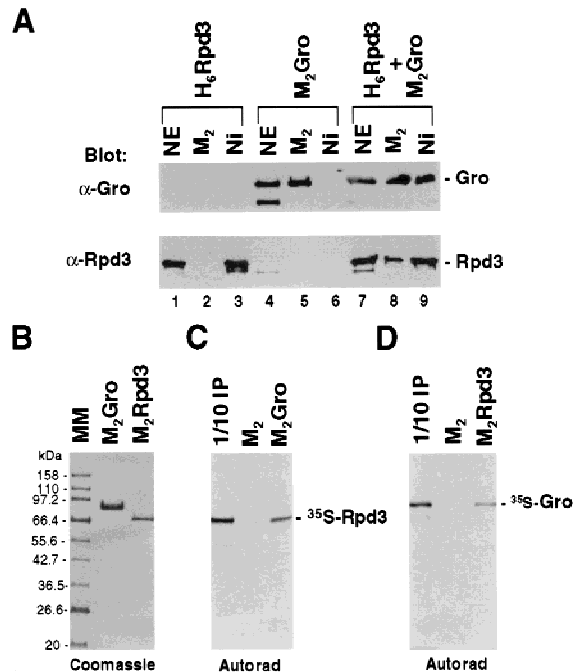 A
H6Rpd3
M2Gro
H6Rpd3 + M2Gro
Blot:
NE M2 Ni NE M2 Ni NE M2 Ni
α-Gro
- Gro
α-Rpd3
- Rpd3
1 2 3 4 5 6 7 8 9
B
MM M2Gro M2Rpd3
kDa
158 -
110 -
97.2 -
66.4 -
55.6 -
42.7 -
36.5 -
26.6 -
20 -
Coomassie
C
1/10 IP M2 M2Gro
- 35S-Rpd3
Autorad
D
1/10 IP M2 M2Rpd3
- 35S-Gro
Autorad